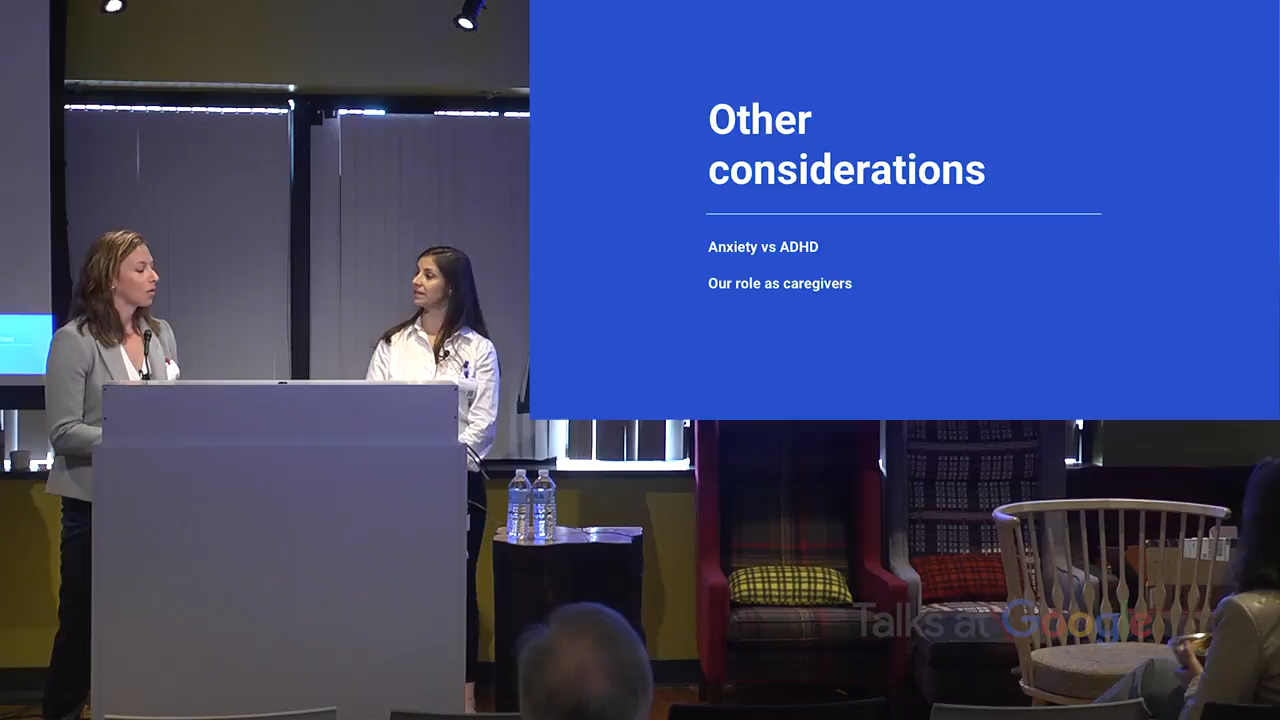 Other
considerations
Anxiety vs ADHD
Our role as caregivers
Talks at Google